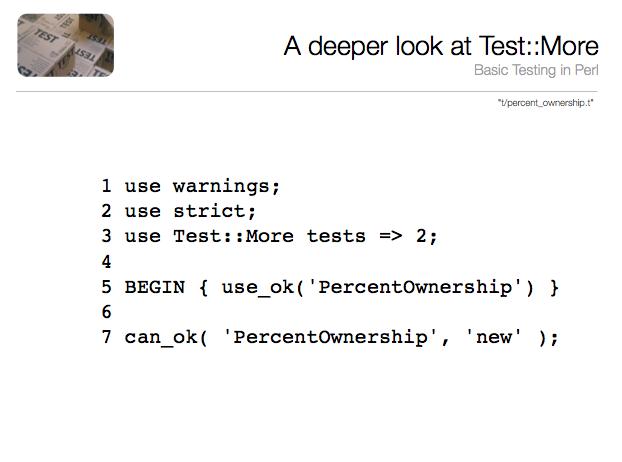 TEST
A deeper look at Test::More
Basic Testing in Perl
"t/percent_ownership.t"
1 use warnings;
2 use strict;
3 use Test::More tests => 2;
4
5 BEGIN { use_ok('PercentOwnership') }
6
7 can_ok( 'PercentOwnership', 'new' );